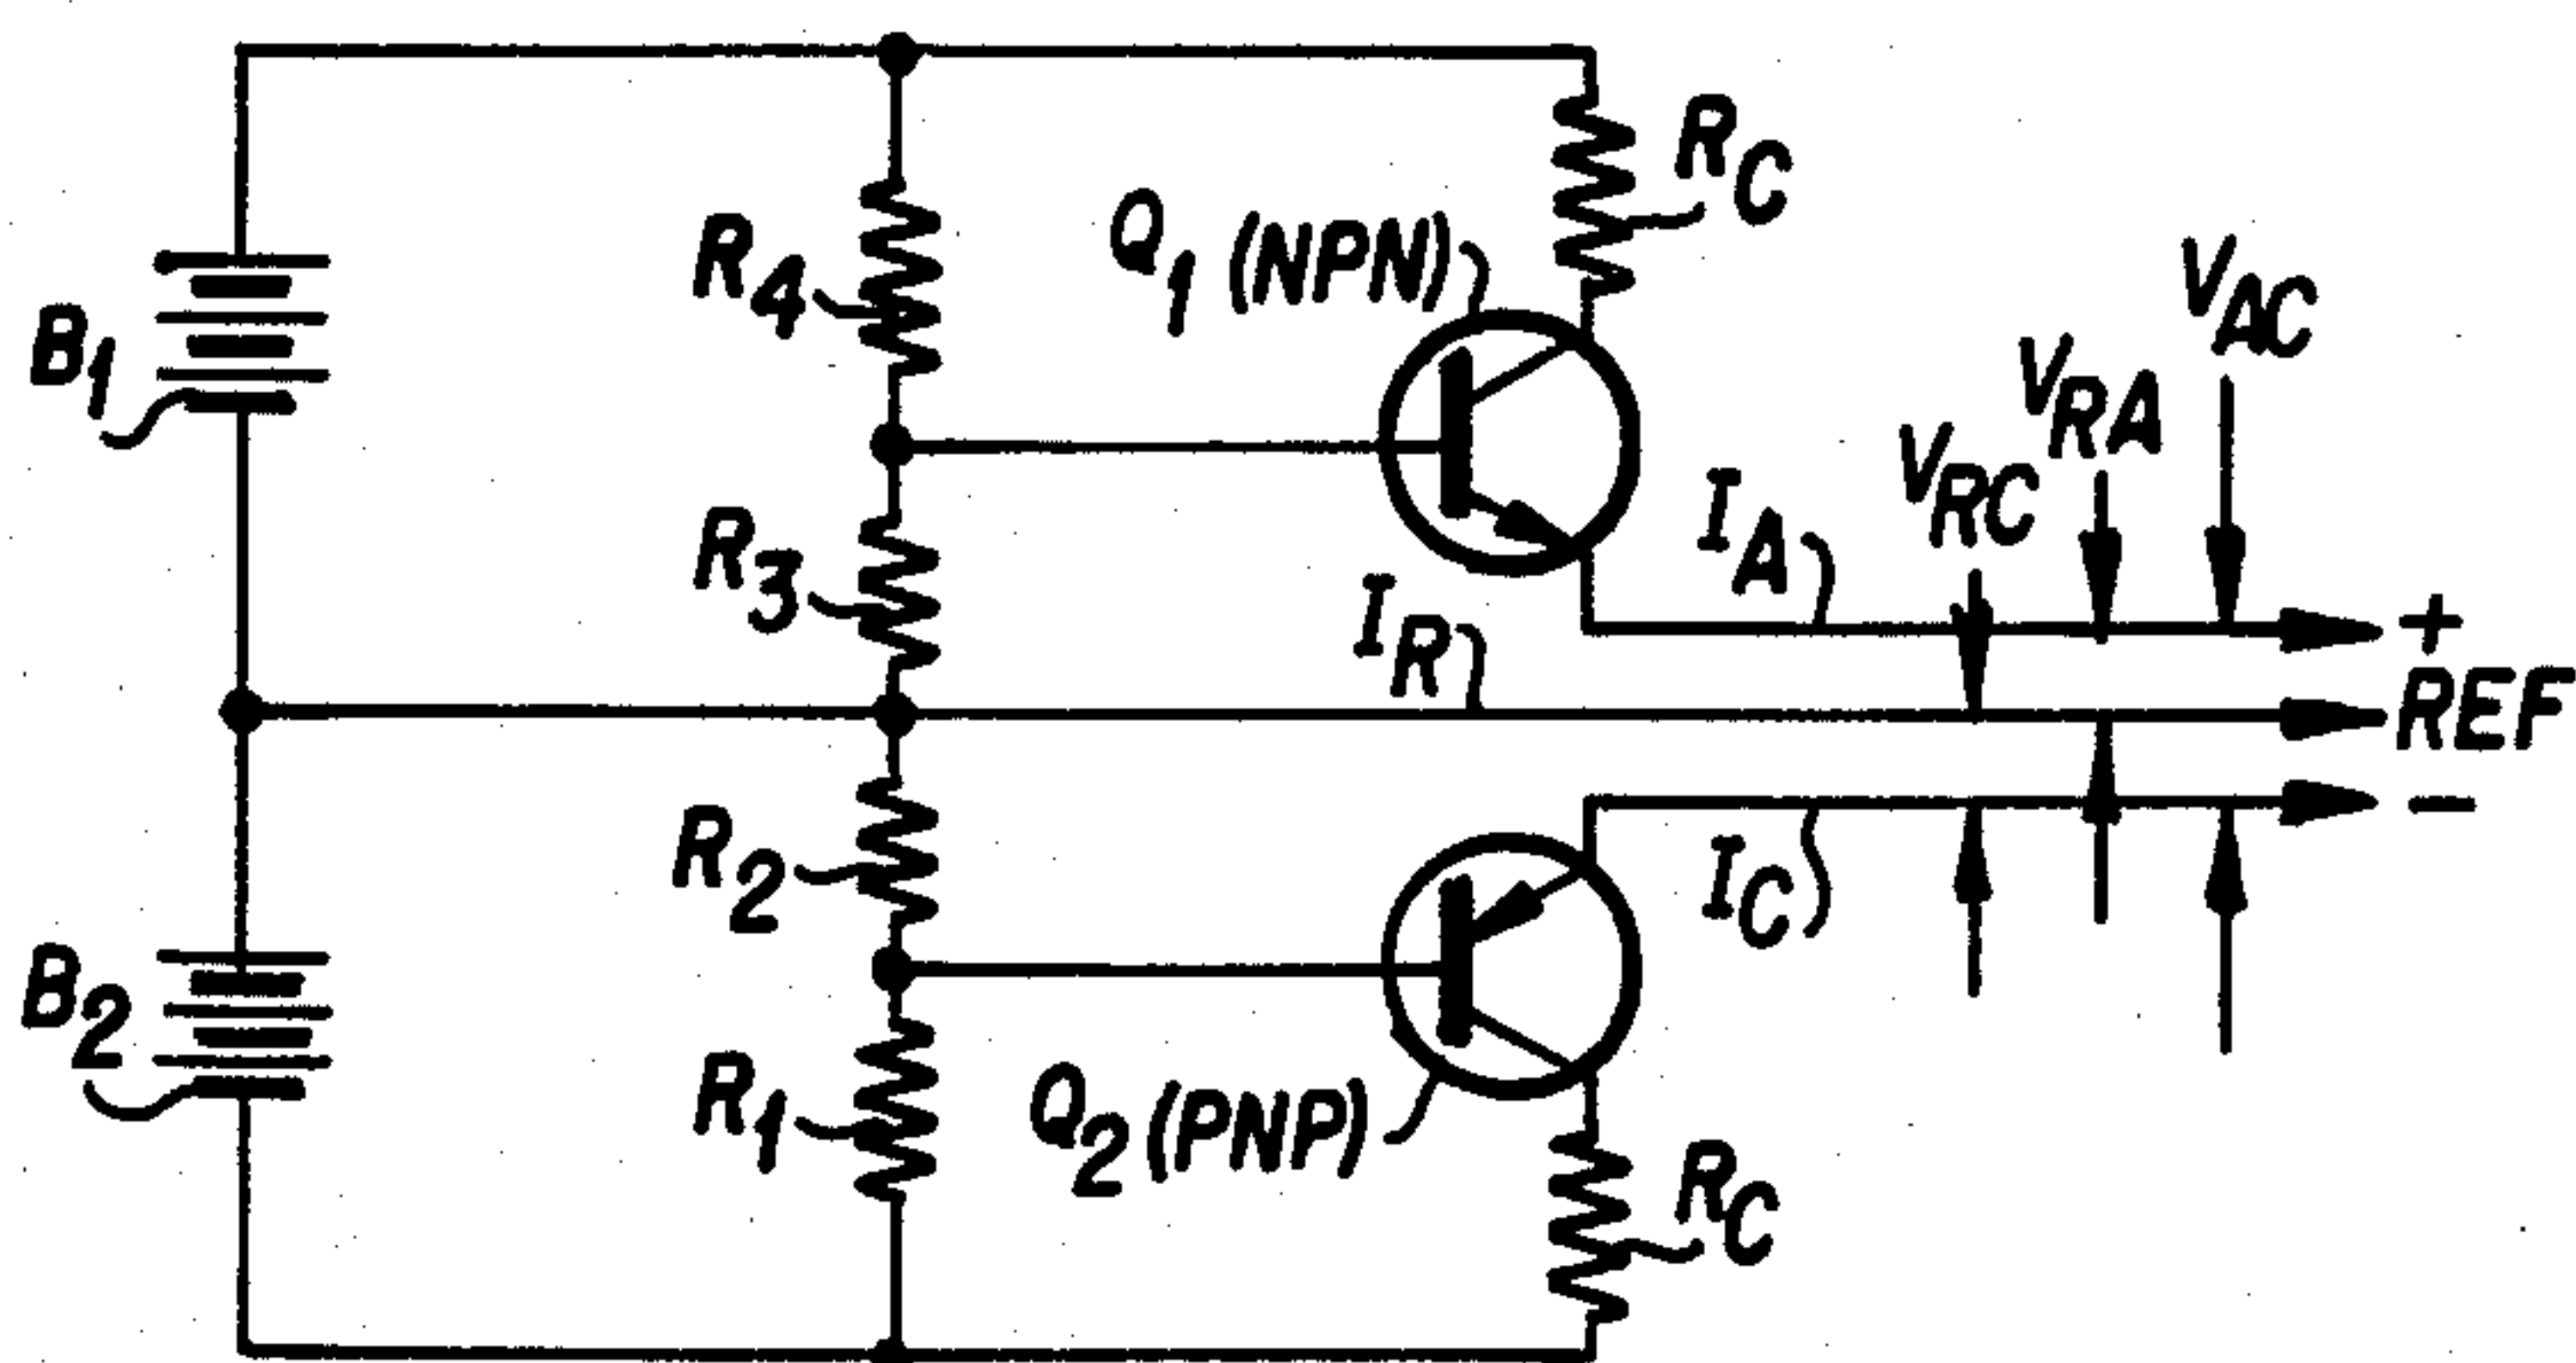 R_C
Q_1 (NPN)
R_4
B_1
V_AC
V_RA
V_RC
I_A
R_3
I_R
+
REF
-
R_2
I_C
B_2
R_1
Q_2 (PNP)
R_C